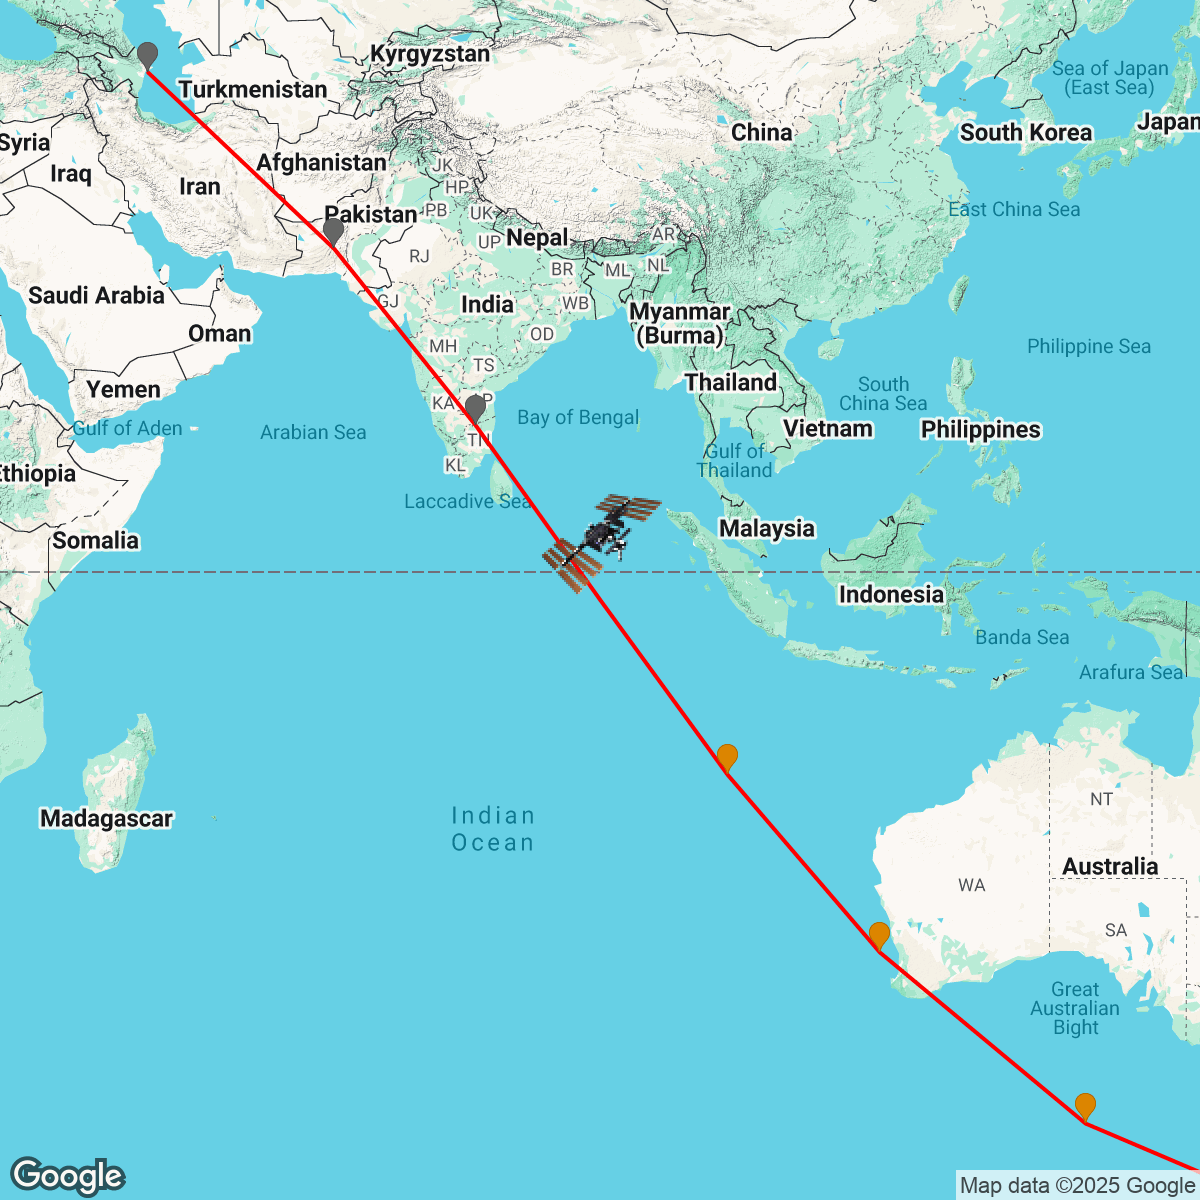 Kyrgyzstan
Sea of Japan
(East Sea)
Turkmenistan
Japan
China
South Korea
Syria
Afghanistan
JK
Iraq
Iran
HP
Pakistan
PB
UK
East China Sea
Nepal
AR
UP
RJ
BR
ML
NL
Saudi Arabia
GJ
India
WB
Myanmar
(Burma)
Oman
OD
MH
Philippine Sea
TS
Yemen
Thailand
South
China Sea
KA
AP
Bay of Bengal
Gulf of Aden
Arabian Sea
Vietnam
Philippines
TN
Gulf of
Thailand
KL
Ethiopia
Laccadive Sea
Malaysia
Somalia
Indonesia
Banda Sea
Arafura Sea
NT
Indian
Ocean
Madagascar
Australia
WA
SA
Great
Australian
Bight
Google
Map data ©2025 Google